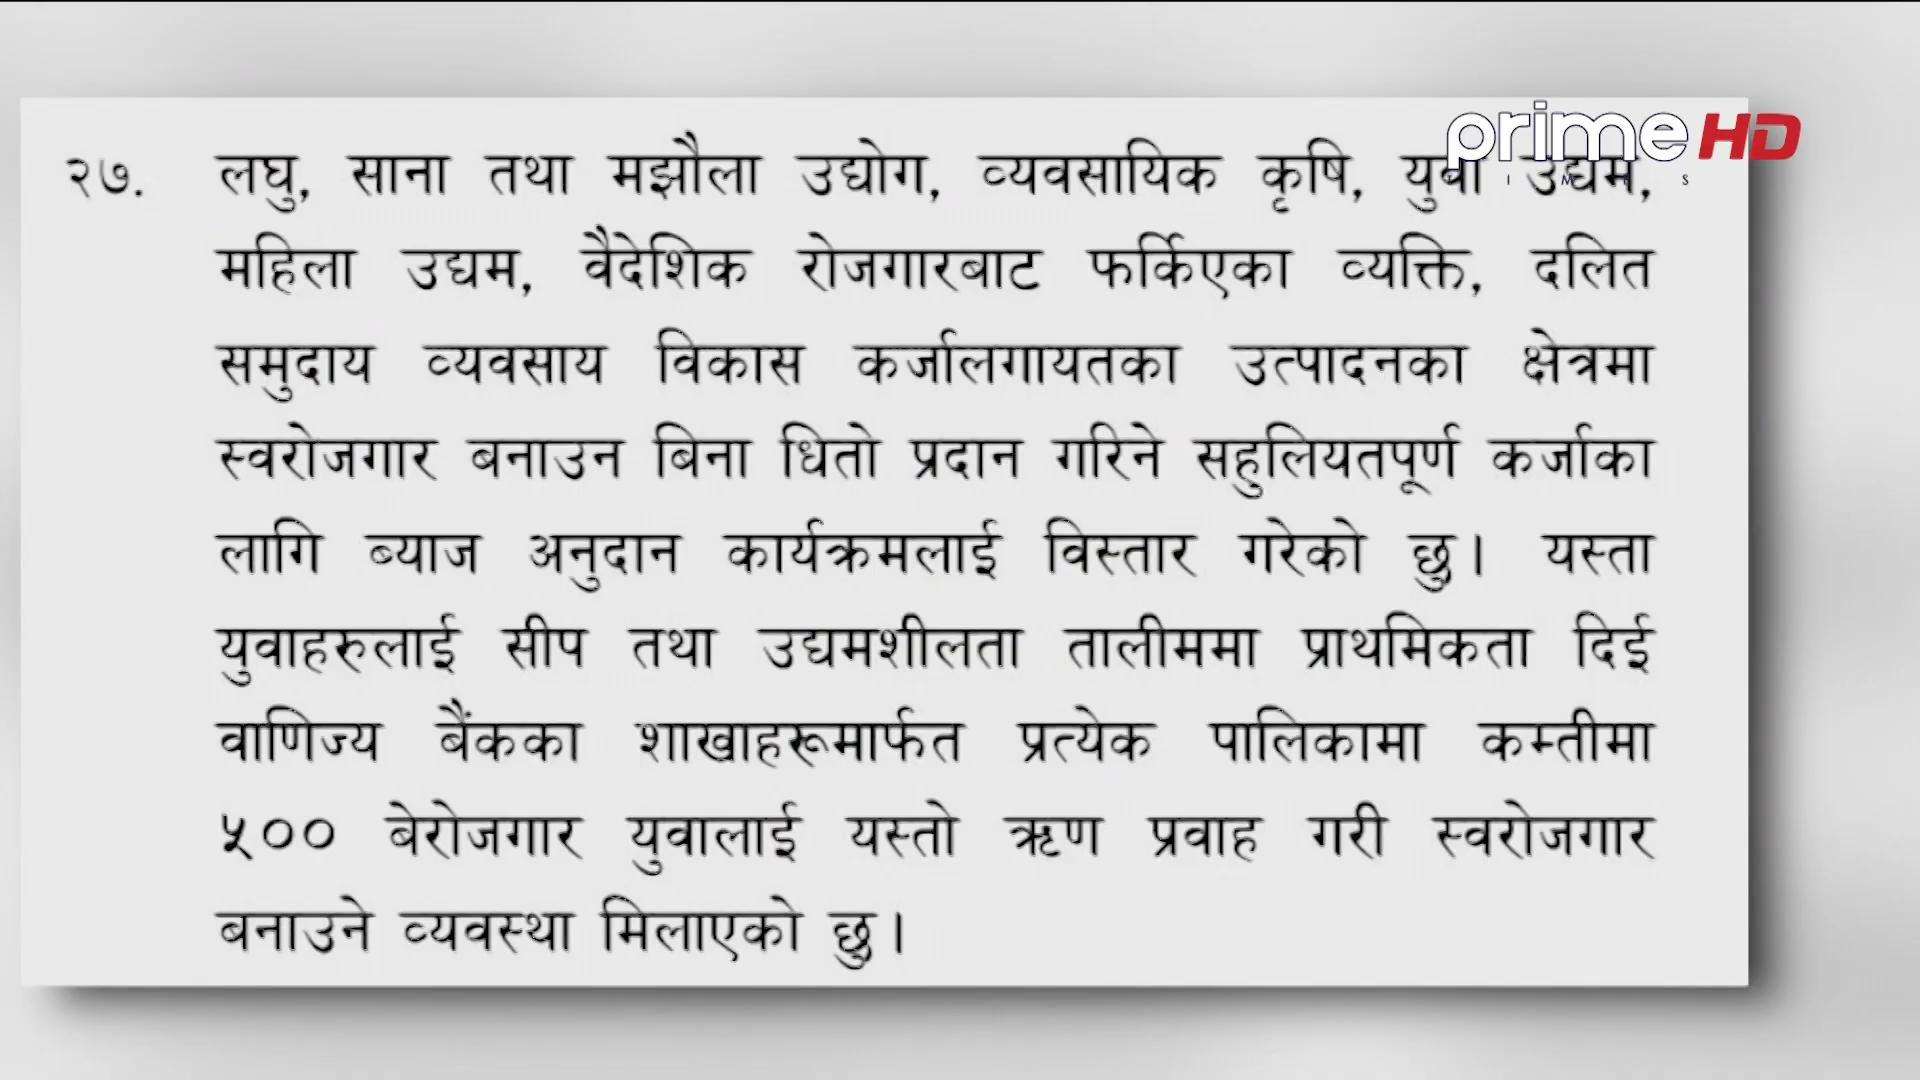 prime HD
२७. लघु, साना तथा मझौला उद्योग, व्यवसायिक कृषि, युवा उद्यम,
महिला उद्यम, वैदेशिक रोजगारबाट फर्किएका व्यक्ति, दलित
समुदाय व्यवसाय विकास कर्जालगायतका उत्पादनका क्षेत्रमा
स्वरोजगार बनाउन बिना धितो प्रदान गरिने सहुलियतपूर्ण कर्जाका
लागि ब्याज अनुदान कार्यक्रमलाई विस्तार गरेको छु। यस्ता
युवाहरुलाई सीप तथा उद्यमशीलता तालीममा प्राथमिकता दिई
वाणिज्य बैंकका शाखाहरूमार्फत प्रत्येक पालिकामा कम्तीमा
५०० बेरोजगार युवालाई यस्तो ऋण प्रवाह गरी स्वरोजगार
बनाउने व्यवस्था मिलाएको छु।